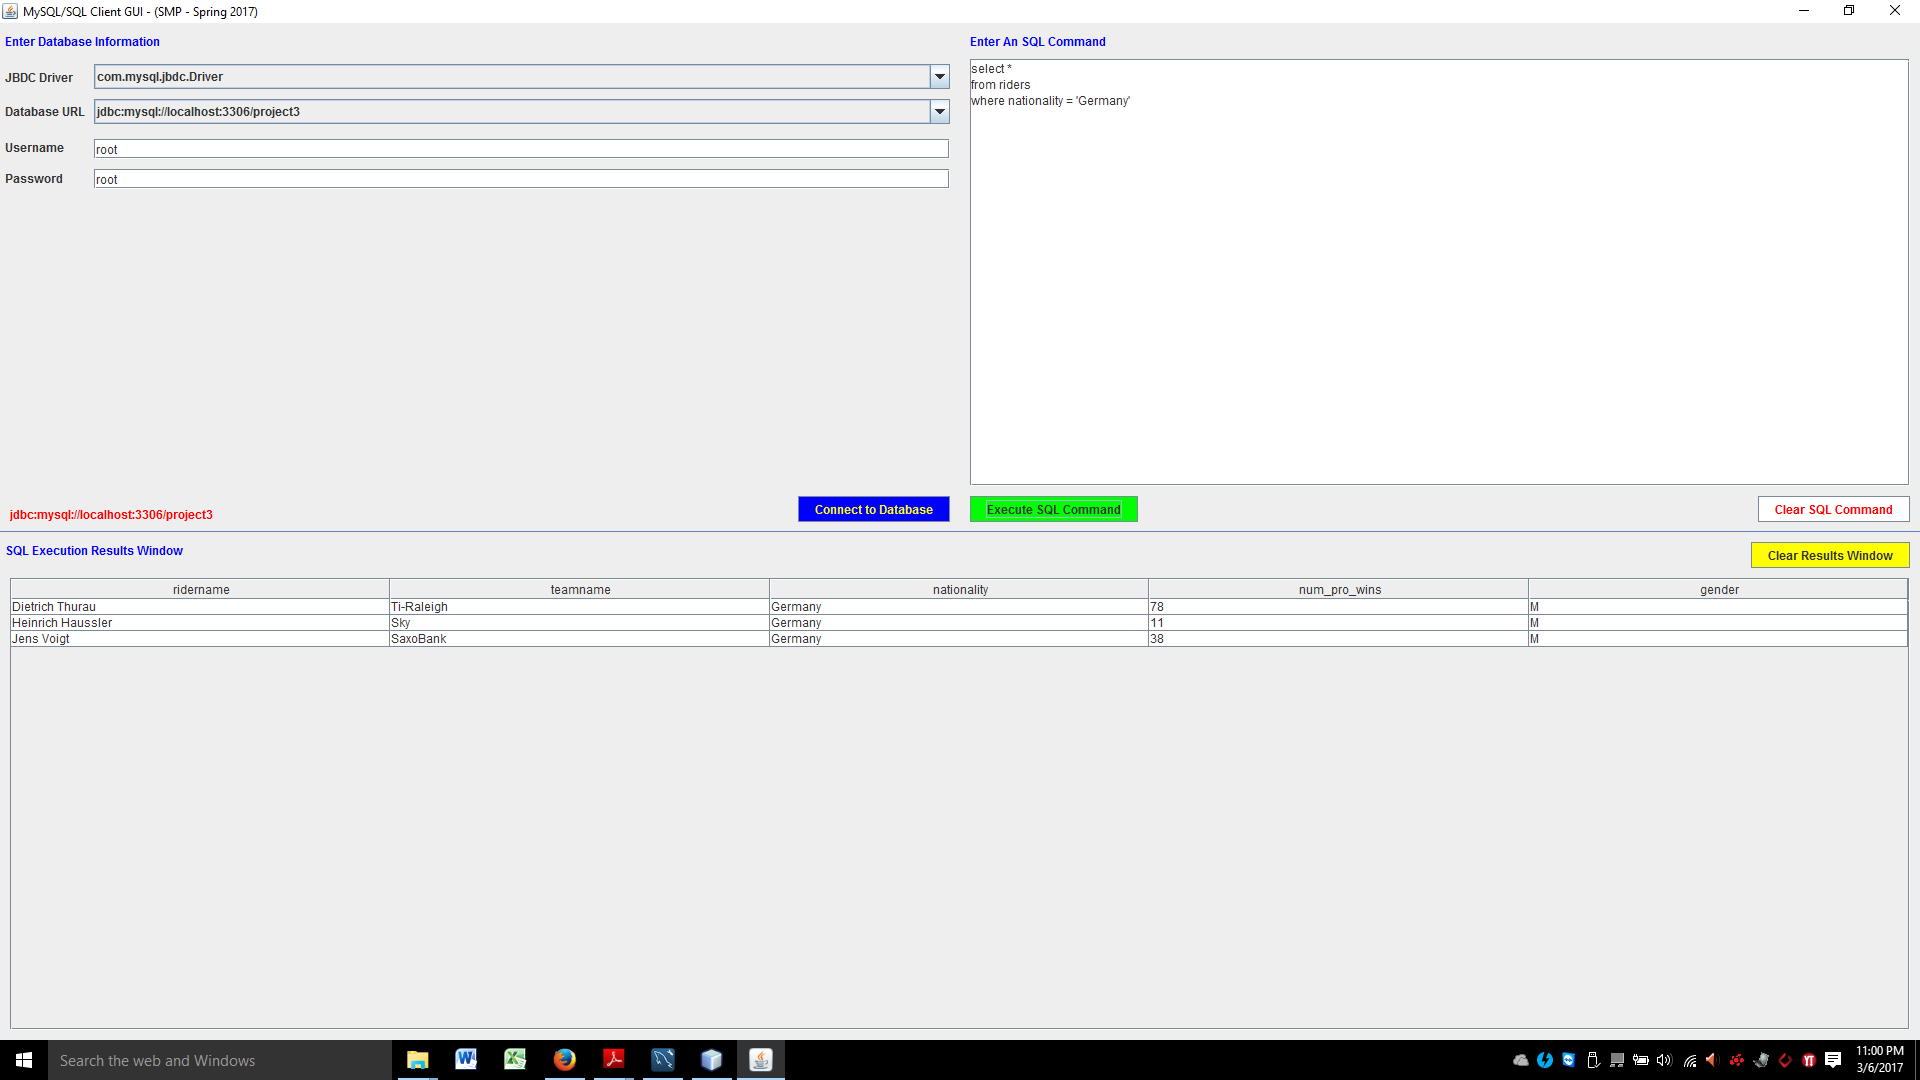 MySQL/SQL Client GUI - (SMP - Spring 2017)
Enter Database Information
JBDC Driver
com.mysql.jbdc.Driver
Database URL
jdbc:mysql://localhost:3306/project3
Username
root
Password
root
Enter An SQL Command
select *
from riders
where nationality = 'Germany'
jdbc:mysql://localhost:3306/project3
Connect to Database
Execute SQL Command
Clear SQL Command
SQL Execution Results Window
Clear Results Window
ridername teamname nationality num_pro_wins gender
Dietrich Thurau Ti-Raleigh Germany 78 M
Heinrich Haussler Sky Germany 11 M
Jens Voigt SaxoBank Germany 38 M
Search the web and Windows
11:00 PM
3/6/2017